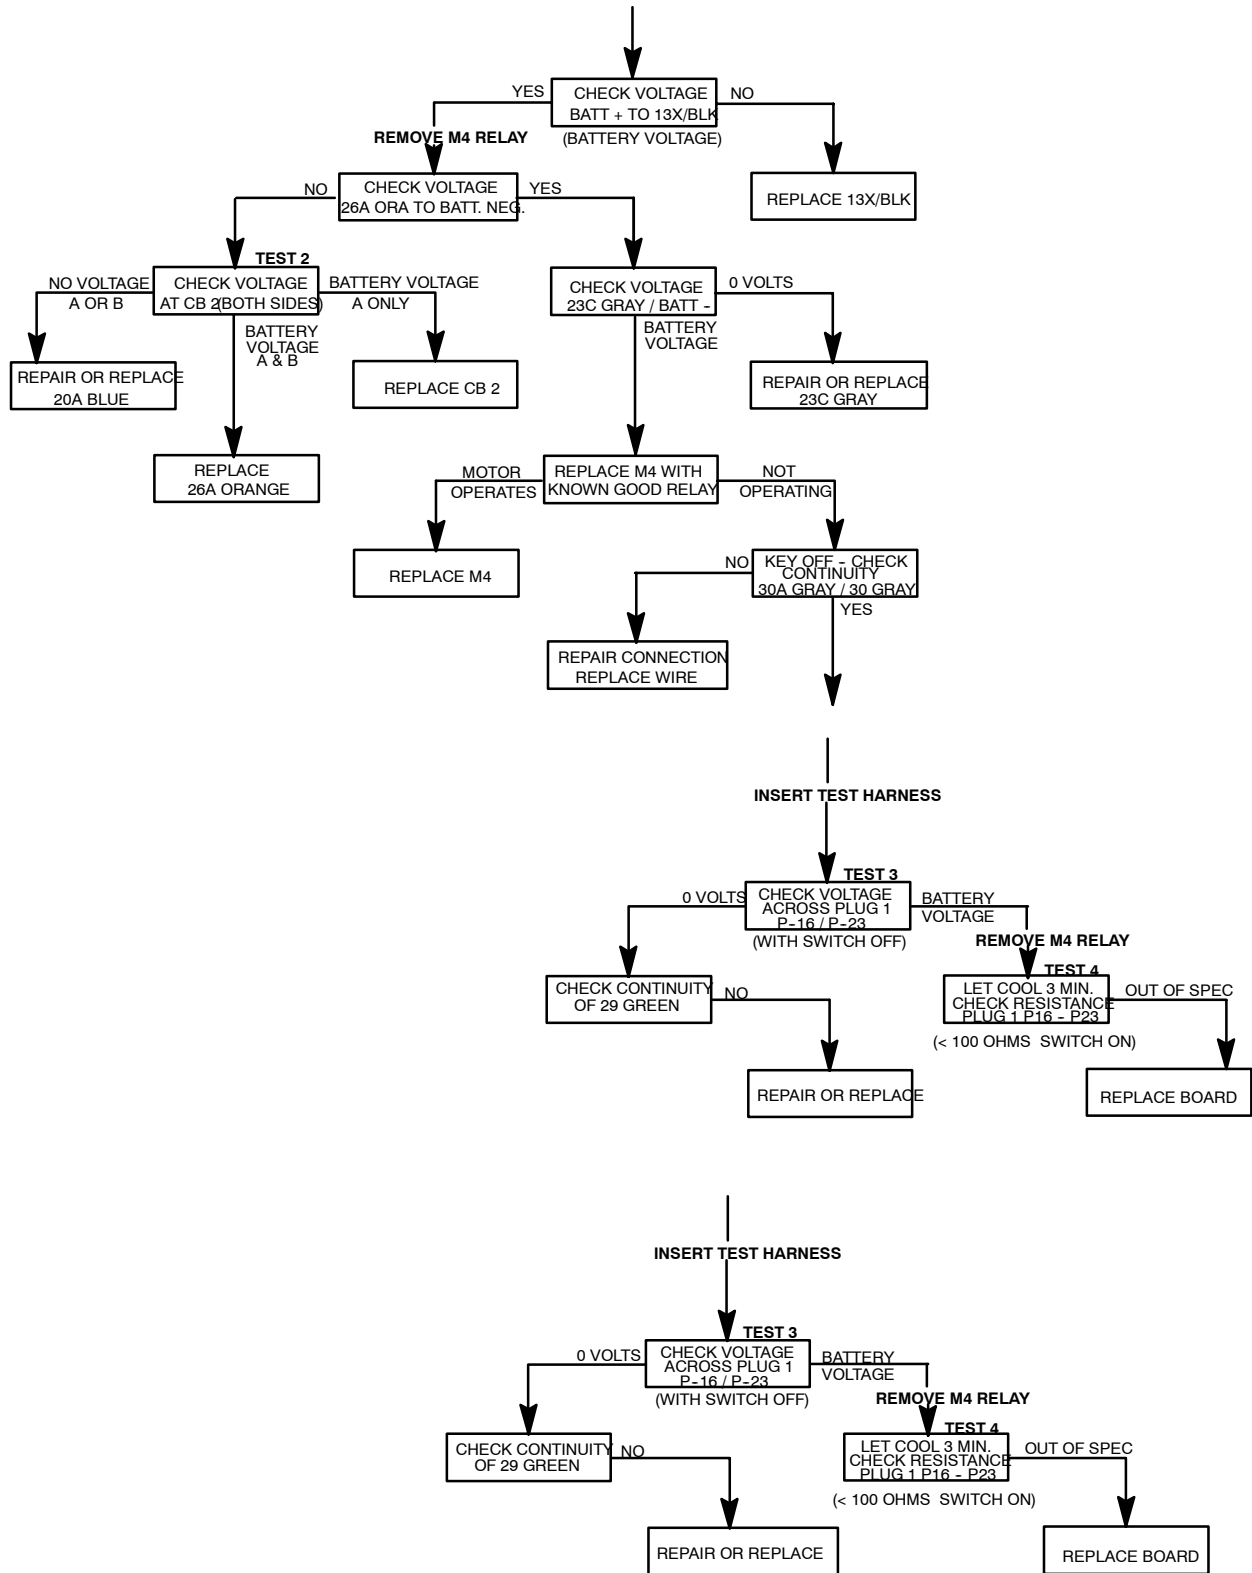 YES
CHECK VOLTAGE
BATT + TO 13X/BLK
NO
REMOVE M4 RELAY
(BATTERY VOLTAGE)
NO
CHECK VOLTAGE
26A ORA TO BATT. NEG.
YES
REPLACE 13X/BLK
TEST 2
NO VOLTAGE
A OR B
CHECK VOLTAGE
AT CB 2(BOTH SIDES)
BATTERY VOLTAGE
A ONLY
CHECK VOLTAGE
23C GRAY / BATT -
0 VOLTS
BATTERY
VOLTAGE
A & B
BATTERY
VOLTAGE
REPAIR OR REPLACE
20A BLUE
REPLACE CB 2
REPAIR OR REPLACE
23C GRAY
REPLACE
26A ORANGE
MOTOR
OPERATES
REPLACE M4 WITH
KNOWN GOOD RELAY
NOT
OPERATING
REPLACE M4
NO
KEY OFF - CHECK
CONTINUITY
30A GRAY / 30 GRAY
YES
REPAIR CONNECTION
REPLACE WIRE
INSERT TEST HARNESS
TEST 3
0 VOLTS
CHECK VOLTAGE
ACROSS PLUG 1
P-16 / P-23
(WITH SWITCH OFF)
BATTERY
VOLTAGE
REMOVE M4 RELAY
TEST 4
CHECK CONTINUITY
OF 29 GREEN
NO
LET COOL 3 MIN.
CHECK RESISTANCE
PLUG 1 P16 - P23
OUT OF SPEC
(< 100 OHMS SWITCH ON)
REPAIR OR REPLACE
REPLACE BOARD
INSERT TEST HARNESS
TEST 3
0 VOLTS
CHECK VOLTAGE
ACROSS PLUG 1
P-16 / P-23
(WITH SWITCH OFF)
BATTERY
VOLTAGE
REMOVE M4 RELAY
TEST 4
CHECK CONTINUITY
OF 29 GREEN
NO
LET COOL 3 MIN.
CHECK RESISTANCE
PLUG 1 P16 - P23
OUT OF SPEC
(< 100 OHMS SWITCH ON)
REPAIR OR REPLACE
REPLACE BOARD